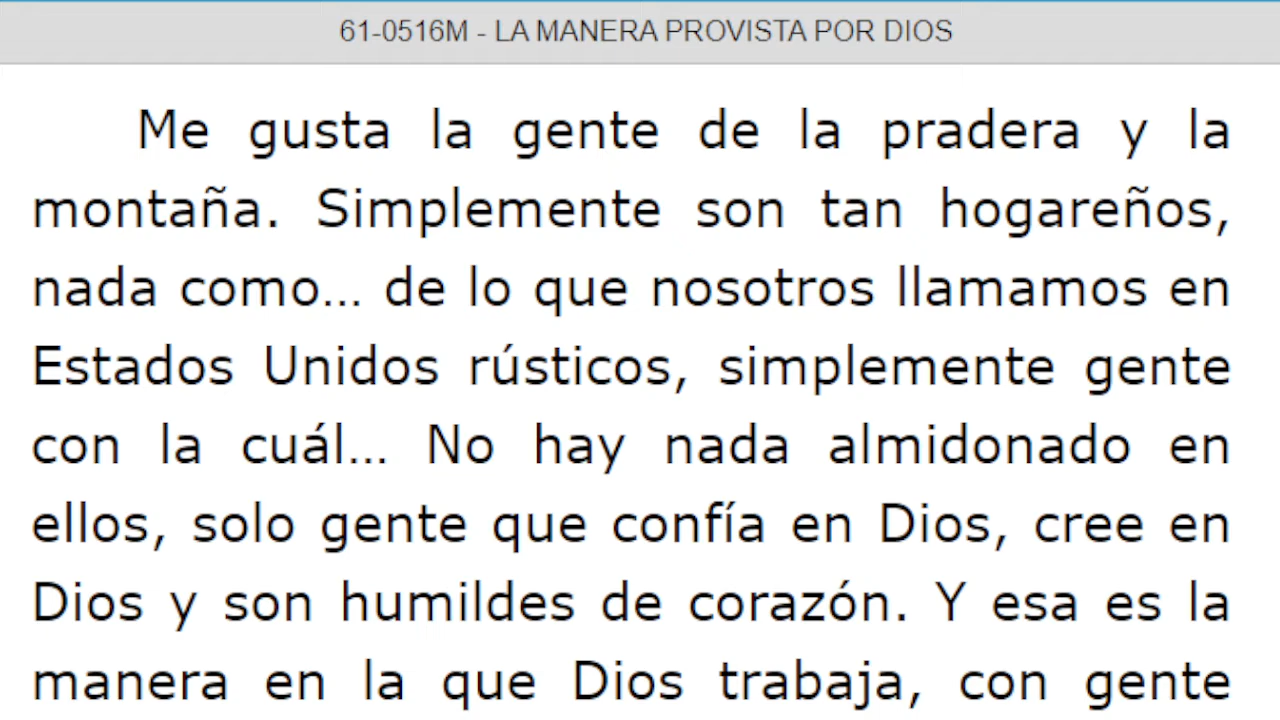 61-0516M - LA MANERA PROVISTA POR DIOS
Me gusta la gente de la pradera y la
montaña. Simplemente son tan hogareños,
nada como... de lo que nosotros llamamos en
Estados Unidos rústicos, simplemente gente
con la cuál... No hay nada almidonado en
ellos, solo gente que confía en Dios, cree en
Dios y son humildes de corazón. Y esa es la
manera en la que Dios trabaja, con gente